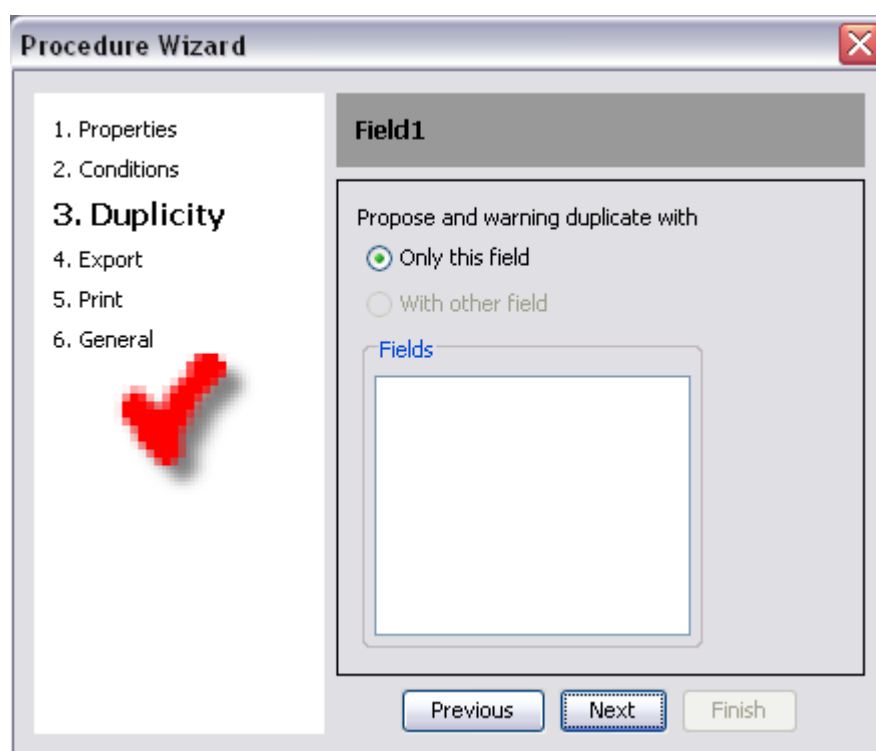 Procedure Wizard
1. Properties
2. Conditions
3. Duplicity
4. Export
5. Print
6. General
Field1
Propose and warning duplicate with
Only this field
With other field
Fields
Previous
Next
Finish